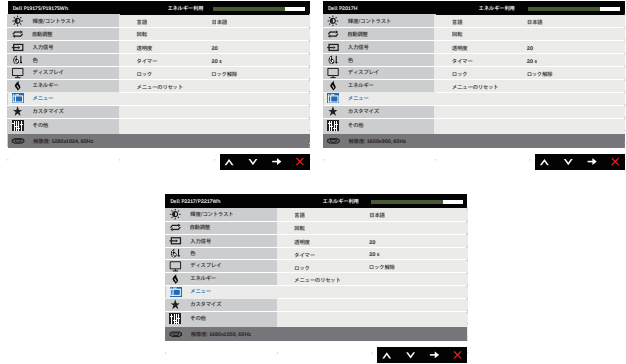 Dell P1917S/P1917SWh エネルギー利用
輝度/コントラスト 言語 日本語
自動調整 回転
入力信号 透明度 20
色 タイマー 20 s
ディスプレイ ロック ロック解除
エネルギー メニューのリセット
メニュー
カスタマイズ
その他
解像度: 1280x1024, 60Hz
Dell P2017H エネルギー利用
輝度/コントラスト 言語 日本語
自動調整 回転
入力信号 透明度 20
色 タイマー 20 s
ディスプレイ ロック ロック解除
エネルギー メニューのリセット
メニュー
カスタマイズ
その他
解像度: 1600x900, 60Hz
Dell P2217/P2217Wh エネルギー利用
輝度/コントラスト 言語 日本語
自動調整 回転
入力信号 透明度 20
色 タイマー 20 s
ディスプレイ ロック ロック解除
エネルギー メニューのリセット
メニュー
カスタマイズ
その他
解像度: 1680x1050, 60Hz